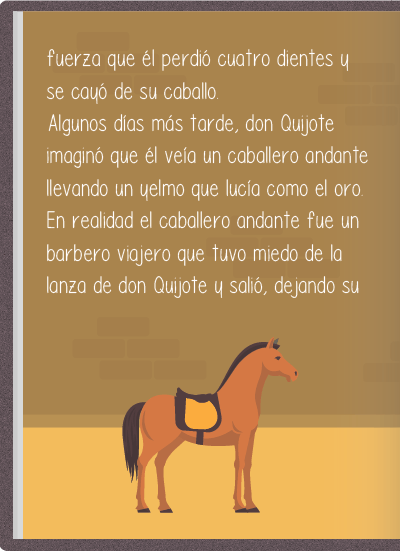 fuerza que él perdió cuatro dientes y
se cayó de su caballo.
Algunos días más tarde, don Quijote
imaginó que él veía un caballero andante
llevando un yelmo que lucía como el oro.
En realidad el caballero andante fue un
barbero viajero que tuvo miedo de la
lanza de don Quijote y salió, dejando su